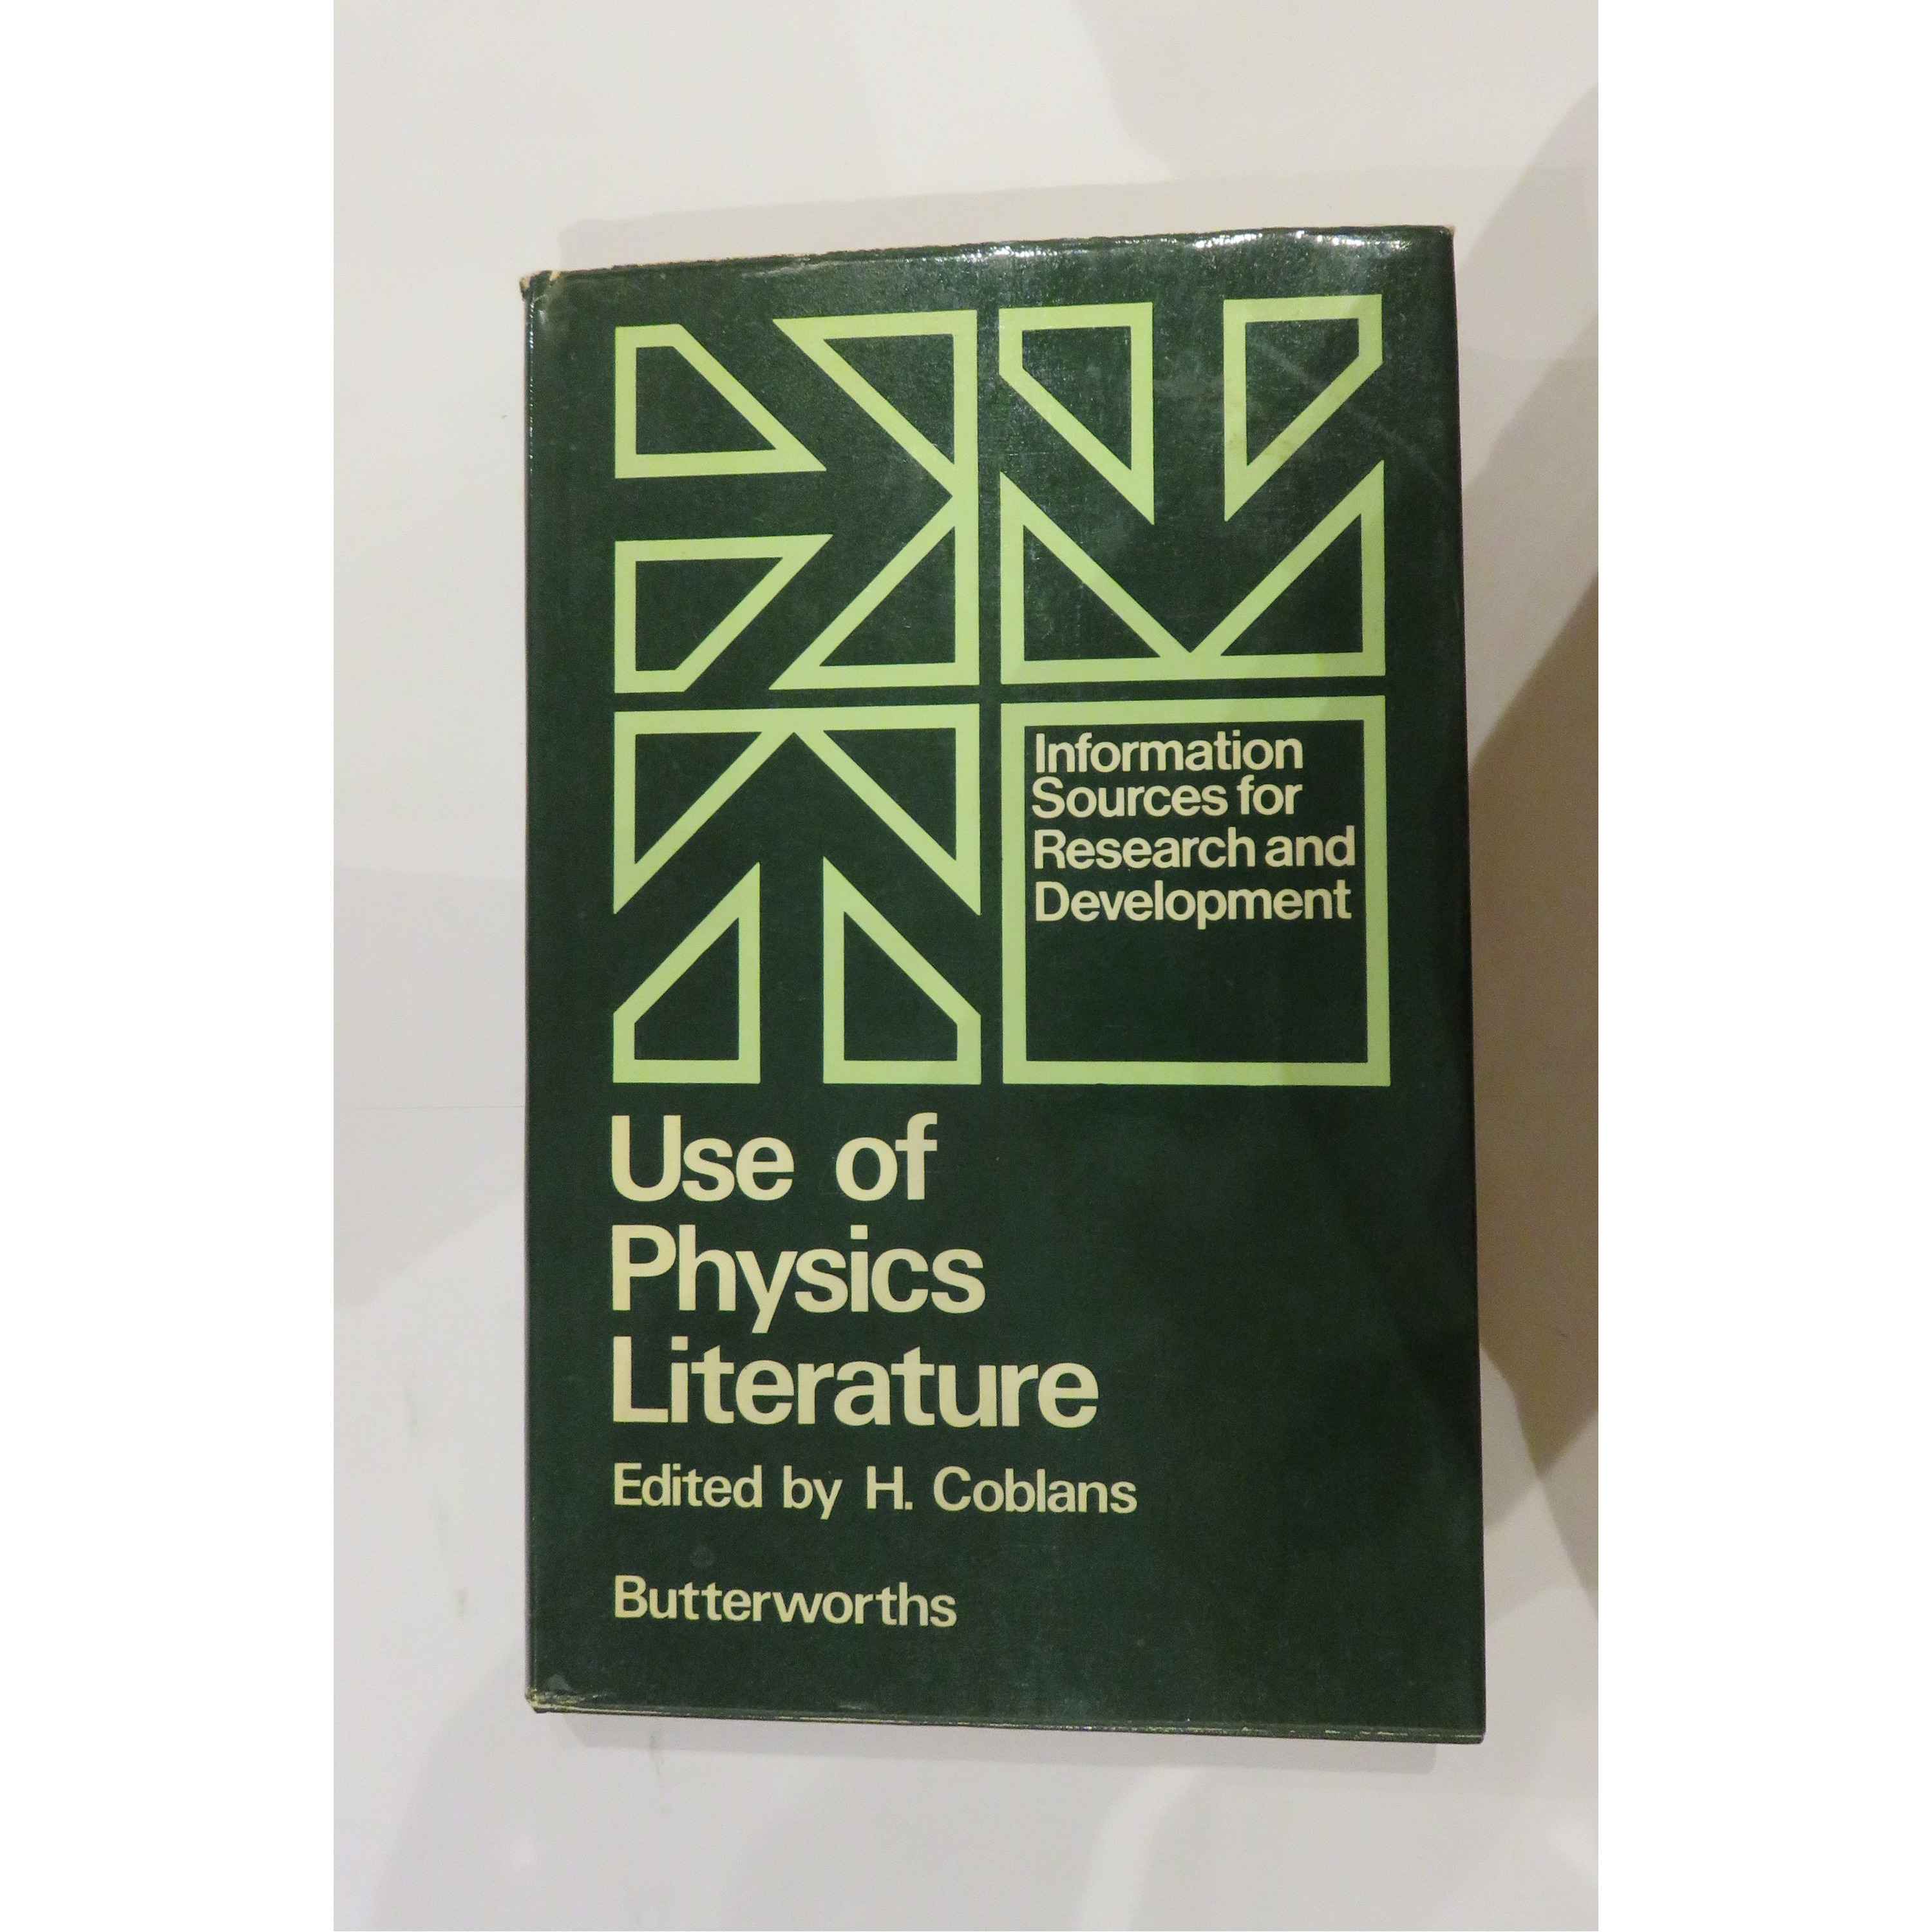 Information
Sources for
Research and
Development
Use of
Physics
Literature
Edited by H. Coblans
Butterworths